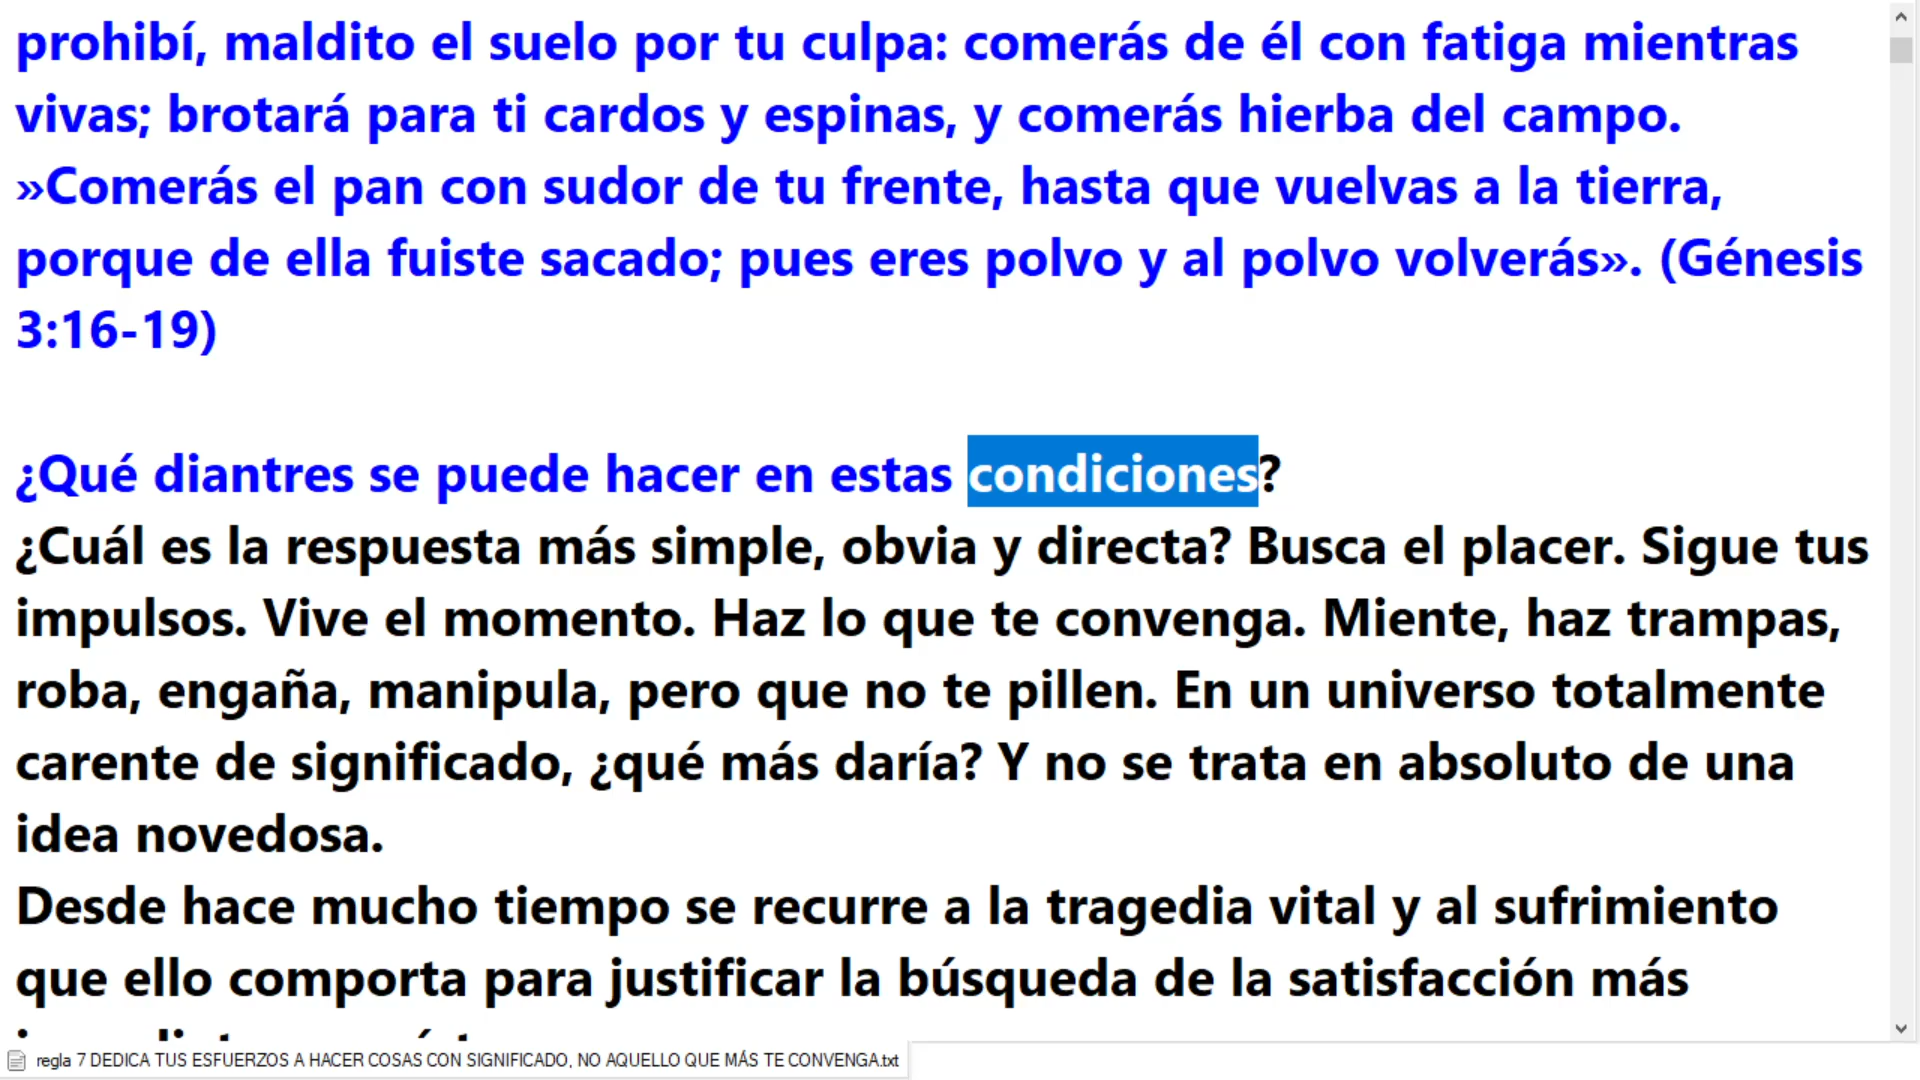 prohibí, maldito el suelo por tu culpa: comerás de él con fatiga mientras
vivas; brotará para ti cardos y espinas, y comerás hierba del campo.
»Comerás el pan con sudor de tu frente, hasta que vuelvas a la tierra,
porque de ella fuiste sacado; pues eres polvo y al polvo volverás». (Génesis
3:16-19)
¿Qué diantres se puede hacer en estas condiciones?
¿Cuál es la respuesta más simple, obvia y directa? Busca el placer. Sigue tus
impulsos. Vive el momento. Haz lo que te convenga. Miente, haz trampas,
roba, engaña, manipula, pero que no te pillen. En un universo totalmente
carente de significado, ¿qué más daría? Y no se trata en absoluto de una
idea novedosa.
Desde hace mucho tiempo se recurre a la tragedia vital y al sufrimiento
que ello comporta para justificar la búsqueda de la satisfacción más
regla 7 DEDICA TUS ESFUERZOS A HACER COSAS CON SIGNIFICADO, NO AQUELLO QUE MÁS TE CONVENGA.txt